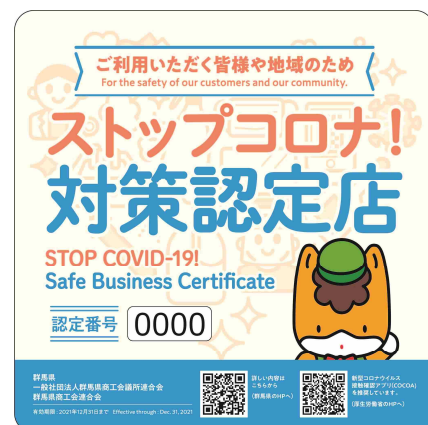 ご利用いただく皆様や地域のため
For the safety of our customers and our community.
ストップコロナ!
対策認定店
STOP COVID-19!
Safe Business Certificate
認定番号 0000
群馬県
一般社団法人群馬県商工会議所連合会
群馬県商工会連合会
有効期限:2021年12月31日まで Effective through : Dec. 31, 2021
詳しい内容は
こちらから
(群馬県のHPへ)
新型コロナウイルス
接触確認アプリ(COCOA)
を推奨しています。
(厚生労働省のHPへ)